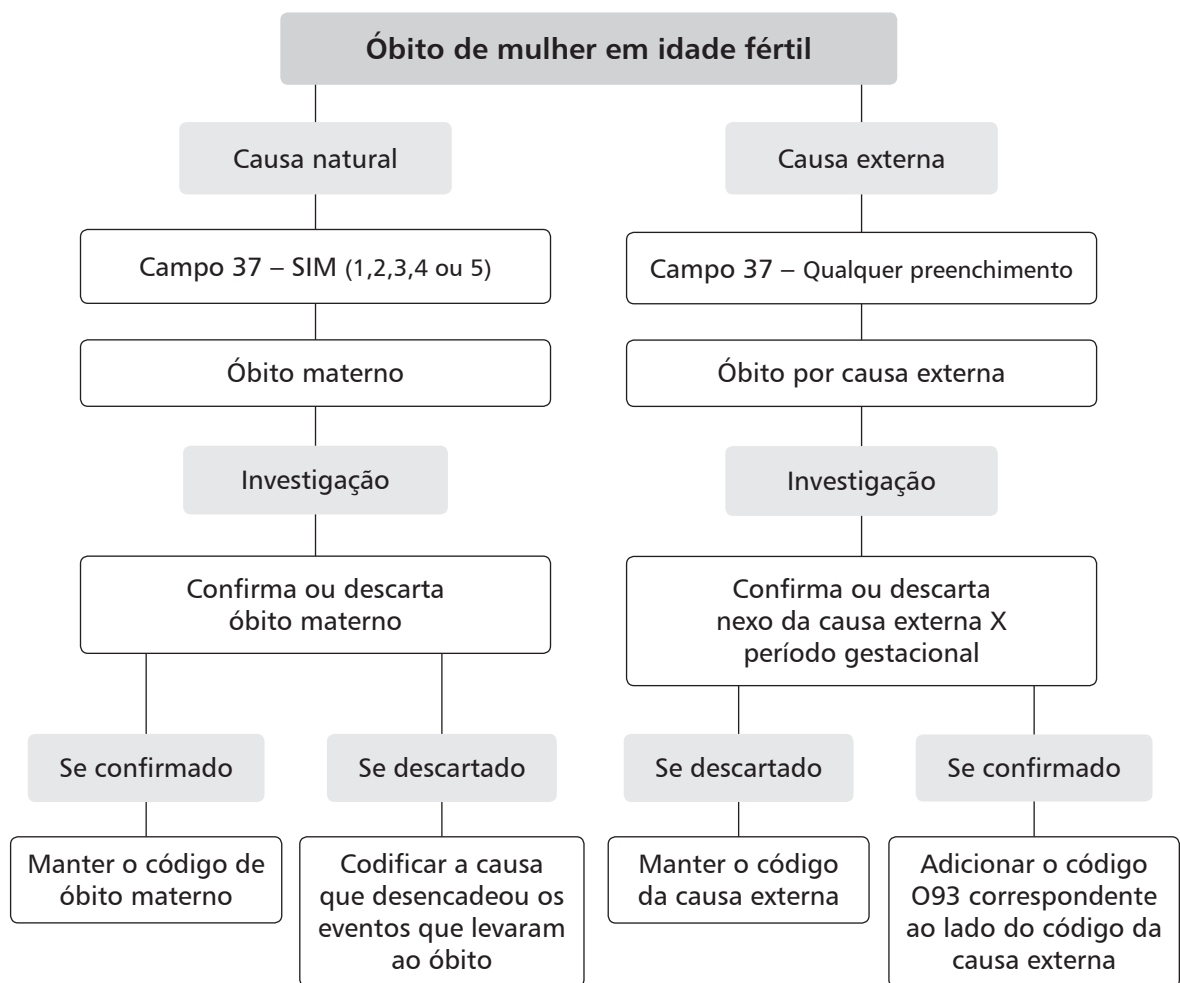 Óbito de mulher em idade fértil
Causa natural
Causa externa
Campo 37 – SIM (1,2,3,4 ou 5)
Campo 37 – Qualquer preenchimento
Óbito materno
Óbito por causa externa
Investigação
Investigação
Confirma ou descarta
óbito materno
Confirma ou descarta
nexo da causa externa X
período gestacional
Se confirmado
Se descartado
Se descartado
Se confirmado
Manter o código de
óbito materno
Codificar a causa
que desencadeou os
eventos que levaram
ao óbito
Manter o código
da causa externa
Adicionar o código
O93 correspondente
ao lado do código da
causa externa